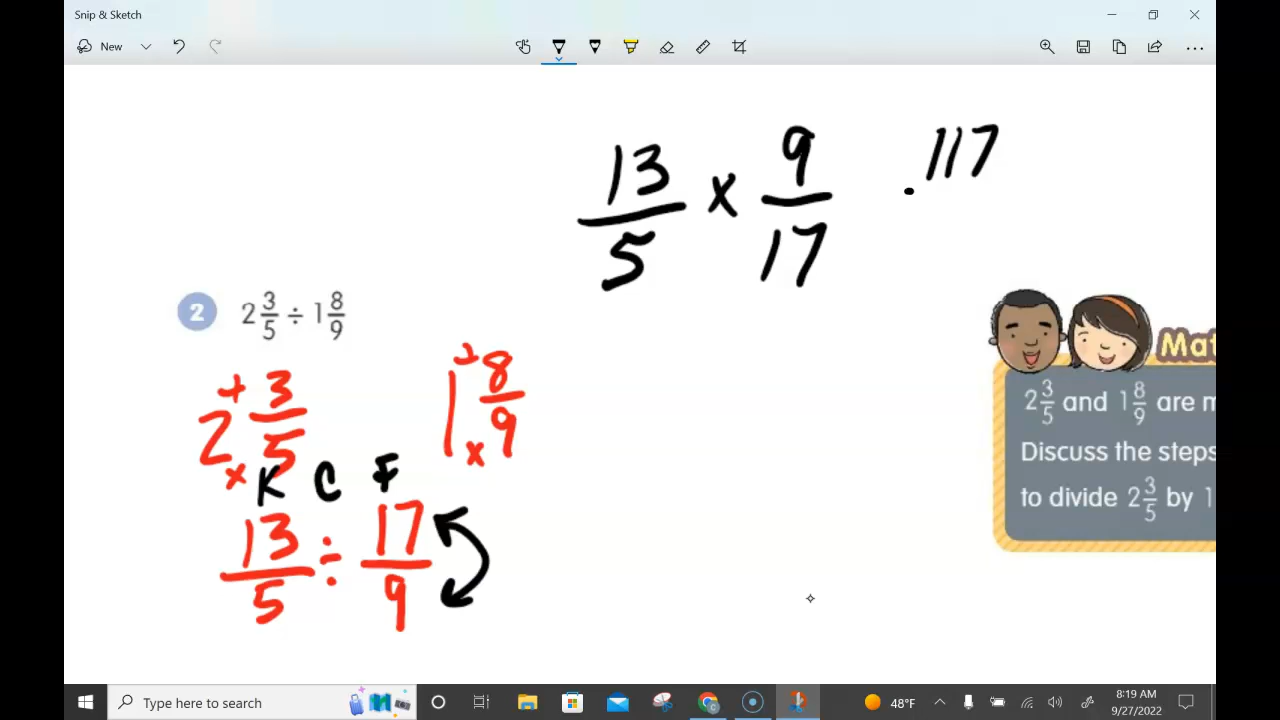 Snip & Sketch
New
13/5 x 9/17 117
2 2 3/5 ÷ 1 8/9
2 + 3/5 x 1 + 8/9 x
K C F
13/5 ÷ 17/9
Mat
2 3/5 and 1 8/9 are m
Discuss the steps
to divide 2 3/5 by 1
Type here to search
48°F
8:19 AM
9/27/2022